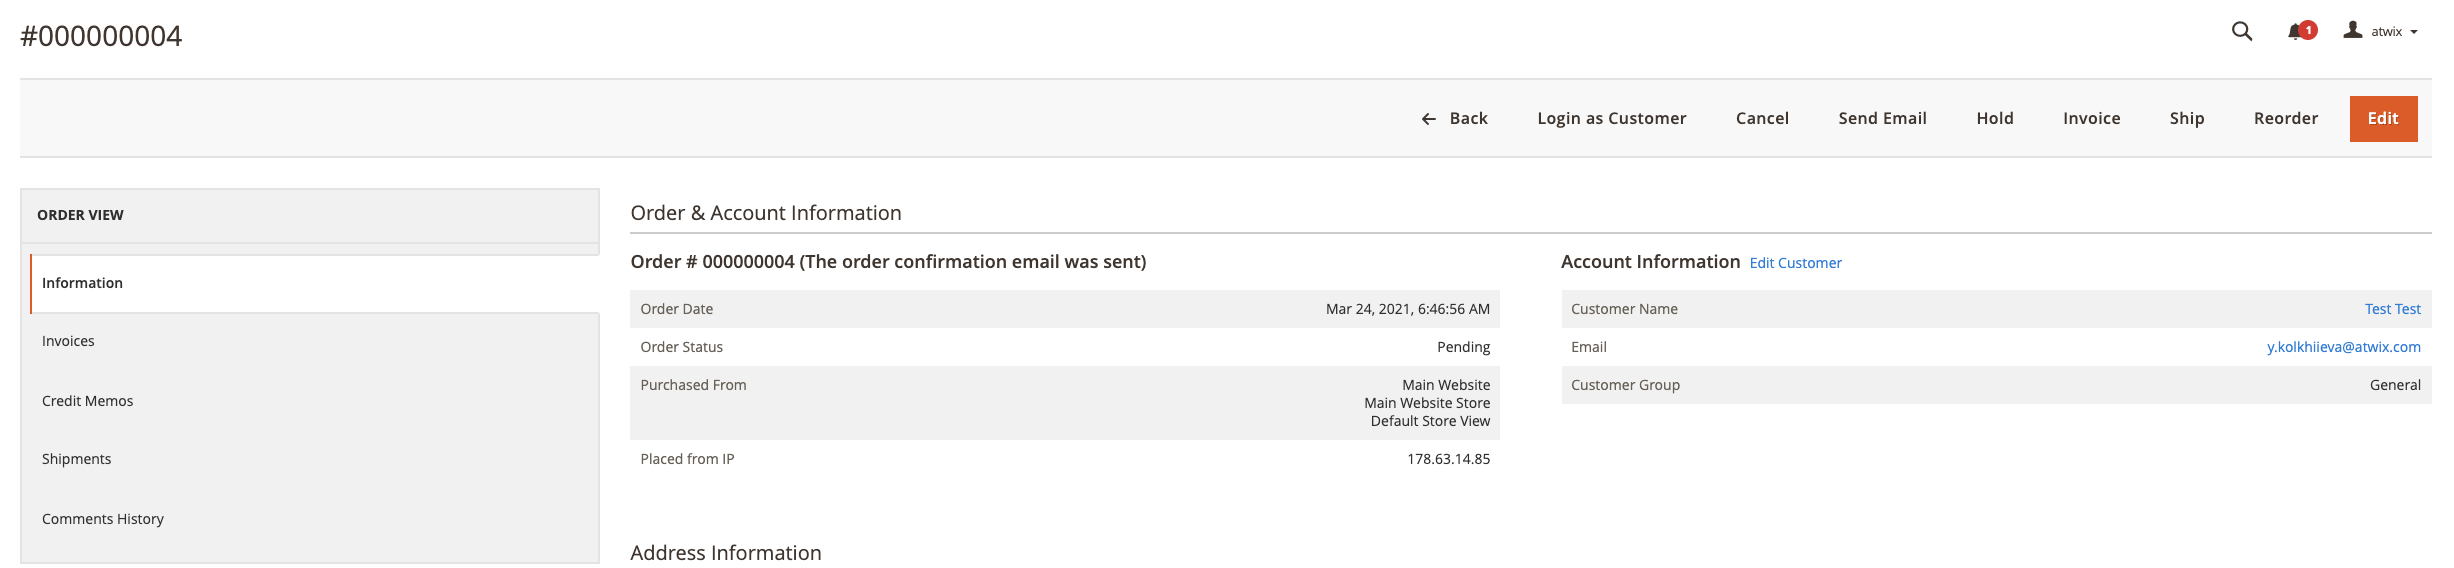 #000000004
1
atwix
Back
Login as Customer
Cancel
Send Email
Hold
Invoice
Ship
Reorder
Edit
ORDER VIEW
Information
Invoices
Credit Memos
Shipments
Comments History
Order & Account Information
Order # 000000004 (The order confirmation email was sent)
Order Date Mar 24, 2021, 6:46:56 AM
Order Status Pending
Purchased From Main Website
Main Website Store
Default Store View
Placed from IP 178.63.14.85
Account Information Edit Customer
Customer Name Test Test
Email y.kolkhiieva@atwix.com
Customer Group General
Address Information